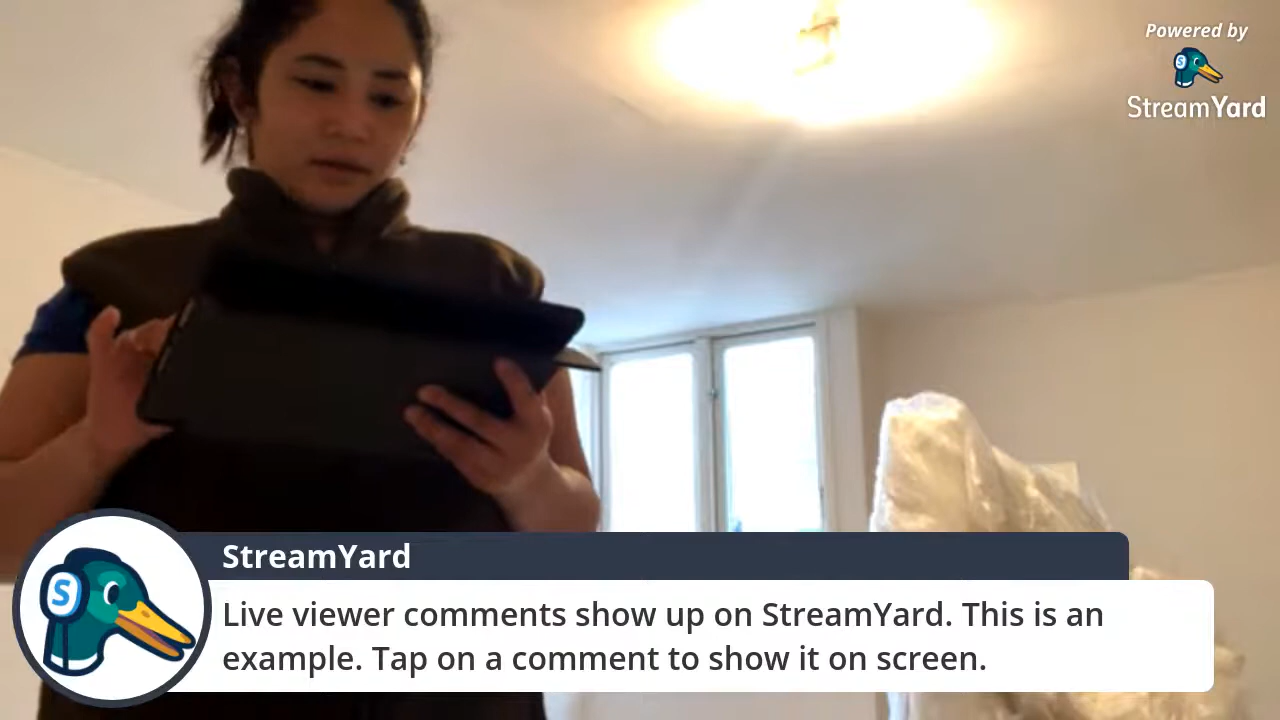 Powered by
StreamYard
StreamYard
Live viewer comments show up on StreamYard. This is an
example. Tap on a comment to show it on screen.